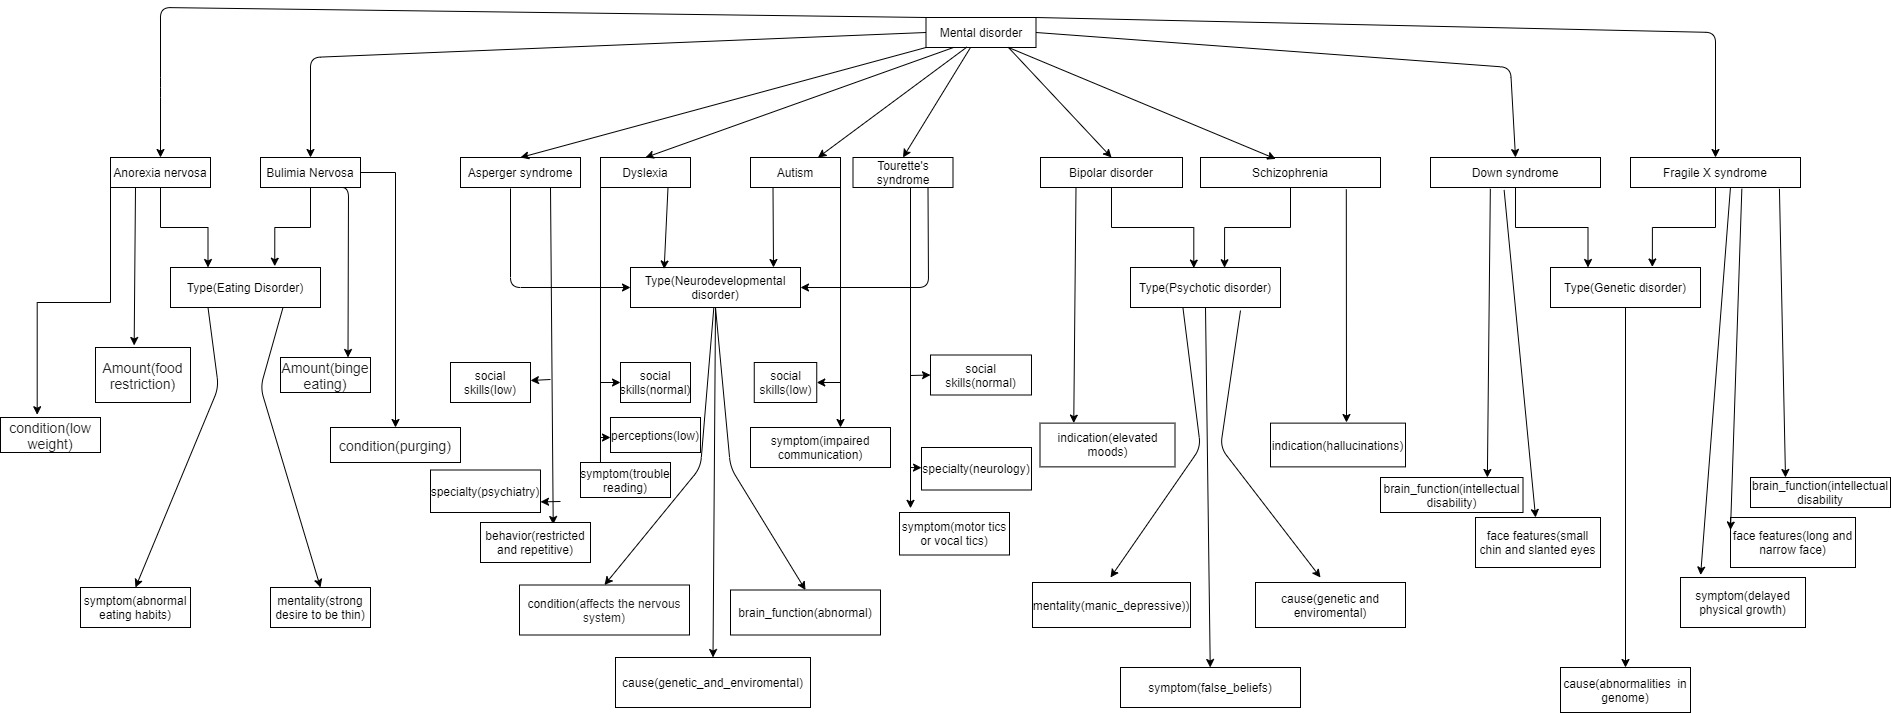 Mental disorder
Anorexia nervosa
Bulimia Nervosa
Asperger syndrome
Dyslexia
Autism
Tourette's
syndrome
Bipolar disorder
Schizophrenia
Down syndrome
Fragile X syndrome
Type(Eating Disorder)
Type(Neurodevelopmental
disorder)
Type(Psychotic disorder)
Type(Genetic disorder)
Amount(food
restriction)
Amount(binge
eating)
social
skills(low)
social
skills(normal)
social
skills(low)
social
skills(normal)
condition(low
weight)
condition(purging)
perceptions(low)
symptom(impaired
communication)
indication(elevated
moods)
indication(hallucinations)
specialty(psychiatry)
symptom(trouble
reading)
specialty(neurology)
brain_function(intellectual
disability)
brain_function(intellectual
disability
behavior(restricted
and repetitive)
symptom(motor tics
or vocal tics)
face features(small
chin and slanted eyes
face features(long and
narrow face)
symptom(abnormal
eating habits)
mentality(strong
desire to be thin)
condition(affects the nervous
system)
brain_function(abnormal)
mentality(manic_depressive))
cause(genetic and
enviromental)
symptom(delayed
physical growth)
cause(genetic_and_enviromental)
symptom(false_beliefs)
cause(abnormalities in
genome)